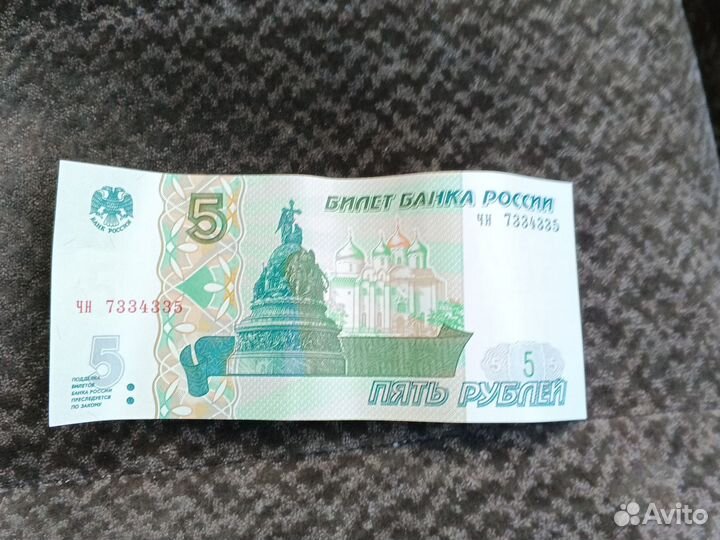 БАНК РОССИИ
5
БИЛЕТ БАНКА РОССИИ
ЧН 7334335
ЧН 7334335
5
ПОДДЕЛКА
БИЛЕТОВ
БАНКА РОССИИ
ПРЕСЛЕДУЕТСЯ
ПО ЗАКОНУ
5 5 5
ПЯТЬ РУБЛЕЙ
Avito